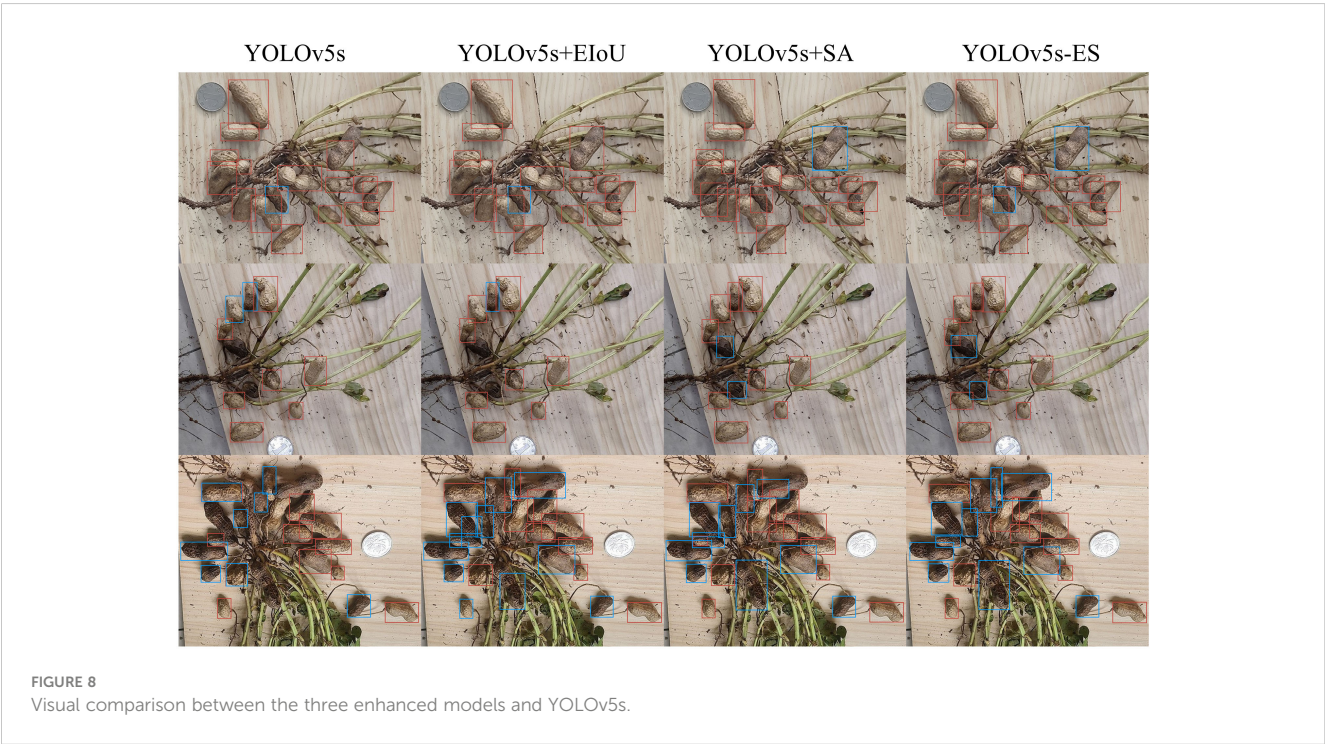 YOLOv5s YOLOv5s+EIoU YOLOv5s+SA YOLOv5s-ES
FIGURE 8
Visual comparison between the three enhanced models and YOLOv5s.